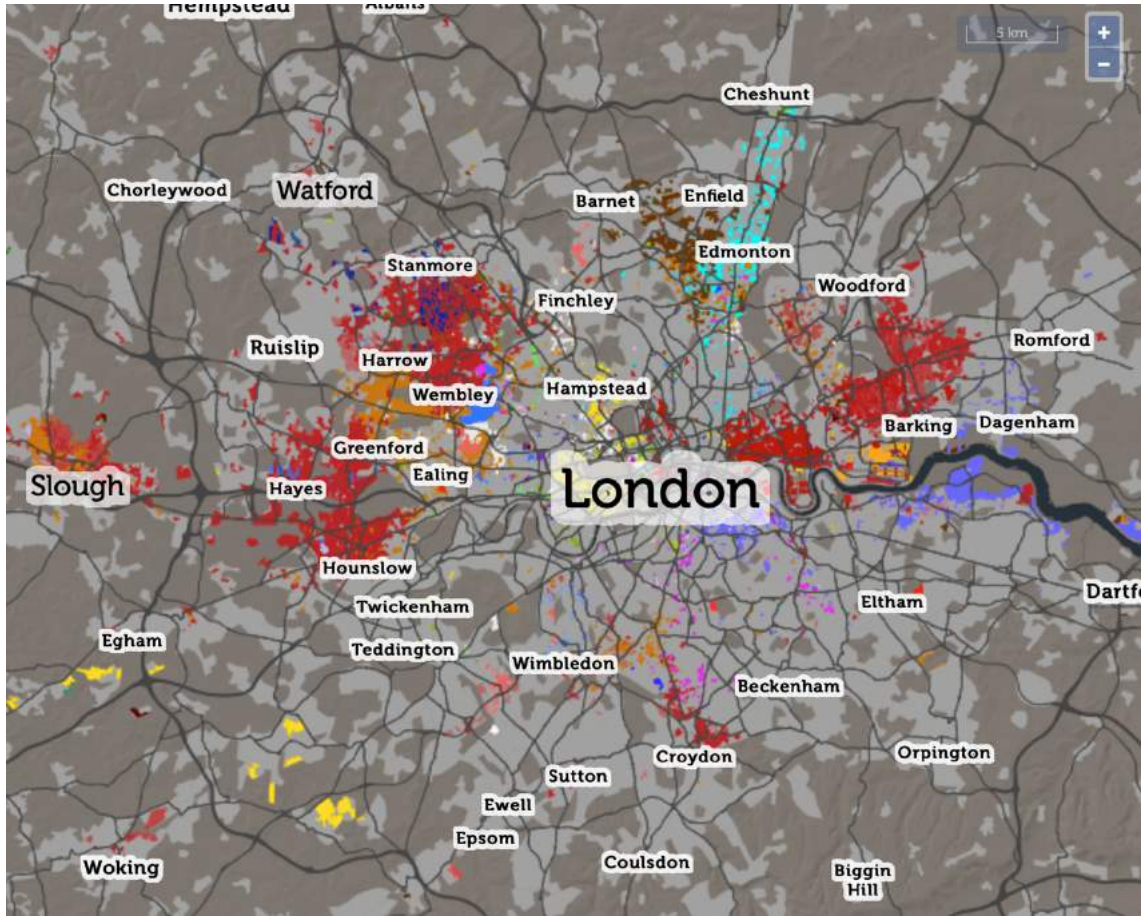 Hempstead
Albans
5 km
+
−
Cheshunt
Chorleywood
Watford
Barnet
Enfield
Edmonton
Stanmore
Finchley
Woodford
Ruislip
Harrow
Romford
Wembley
Hampstead
Greenford
Barking
Dagenham
Ealing
Slough
Hayes
London
Hounslow
Twickenham
Eltham
Dartf
Egham
Teddington
Wimbledon
Beckenham
Croydon
Orpington
Sutton
Ewell
Epsom
Woking
Coulsdon
Biggin
Hill